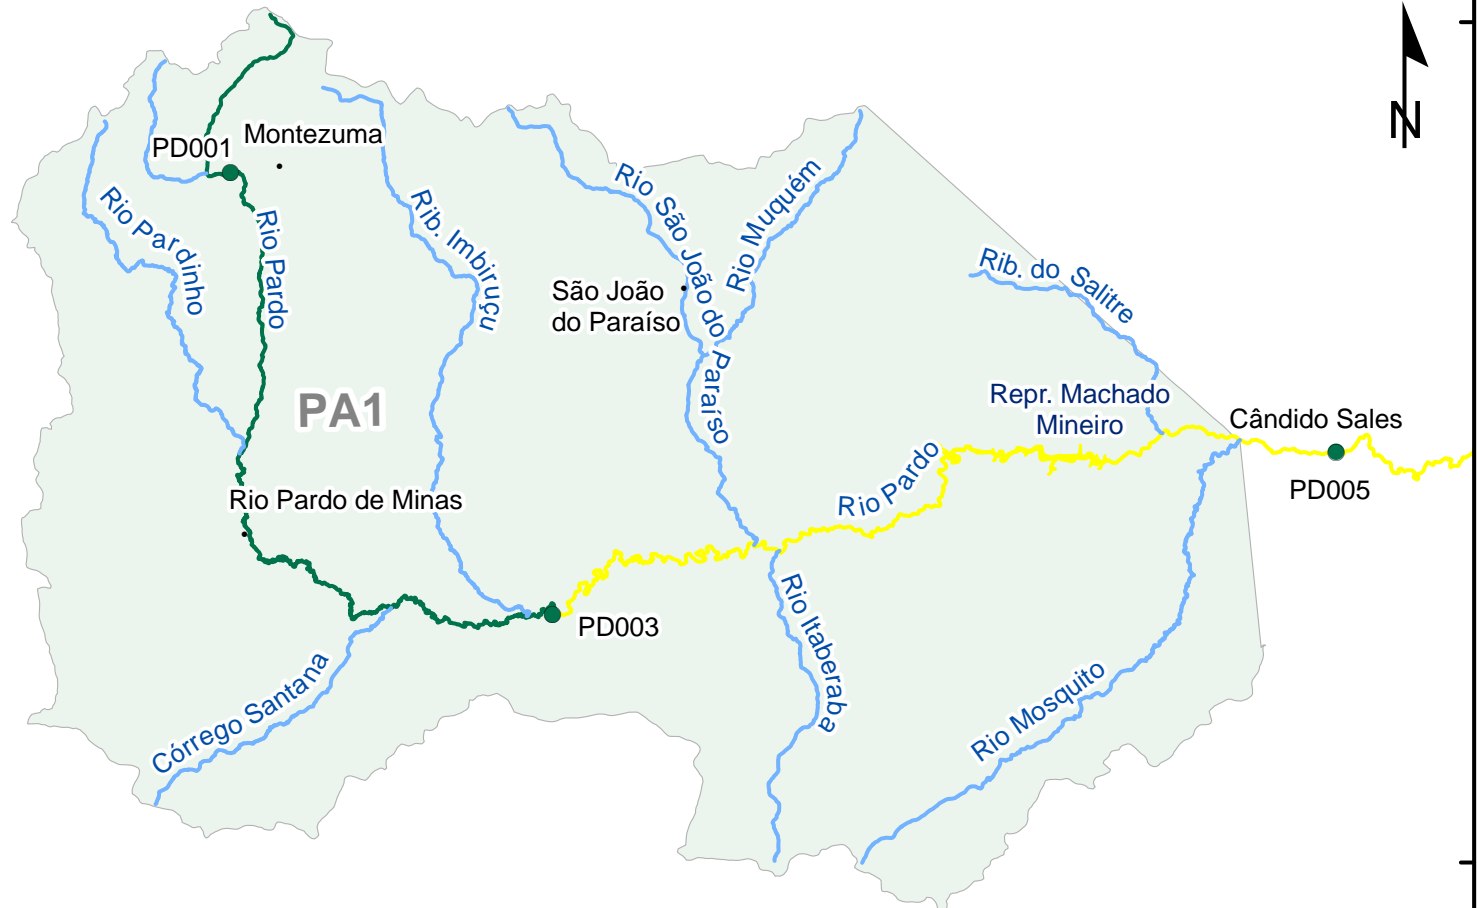 N
PD001
Montezuma
Rio Pardinho
Rio Pardo
Rib. Imbiruçu
Rio São João do Paraíso
Rio Muquém
São João
do Paraíso
Rib. do Salitre
PA1
Repr. Machado
Mineiro
Cândido Sales
PD005
Rio Pardo de Minas
Rio Pardo
PD003
Rio Itaberaba
Córrego Santana
Rio Mosquito